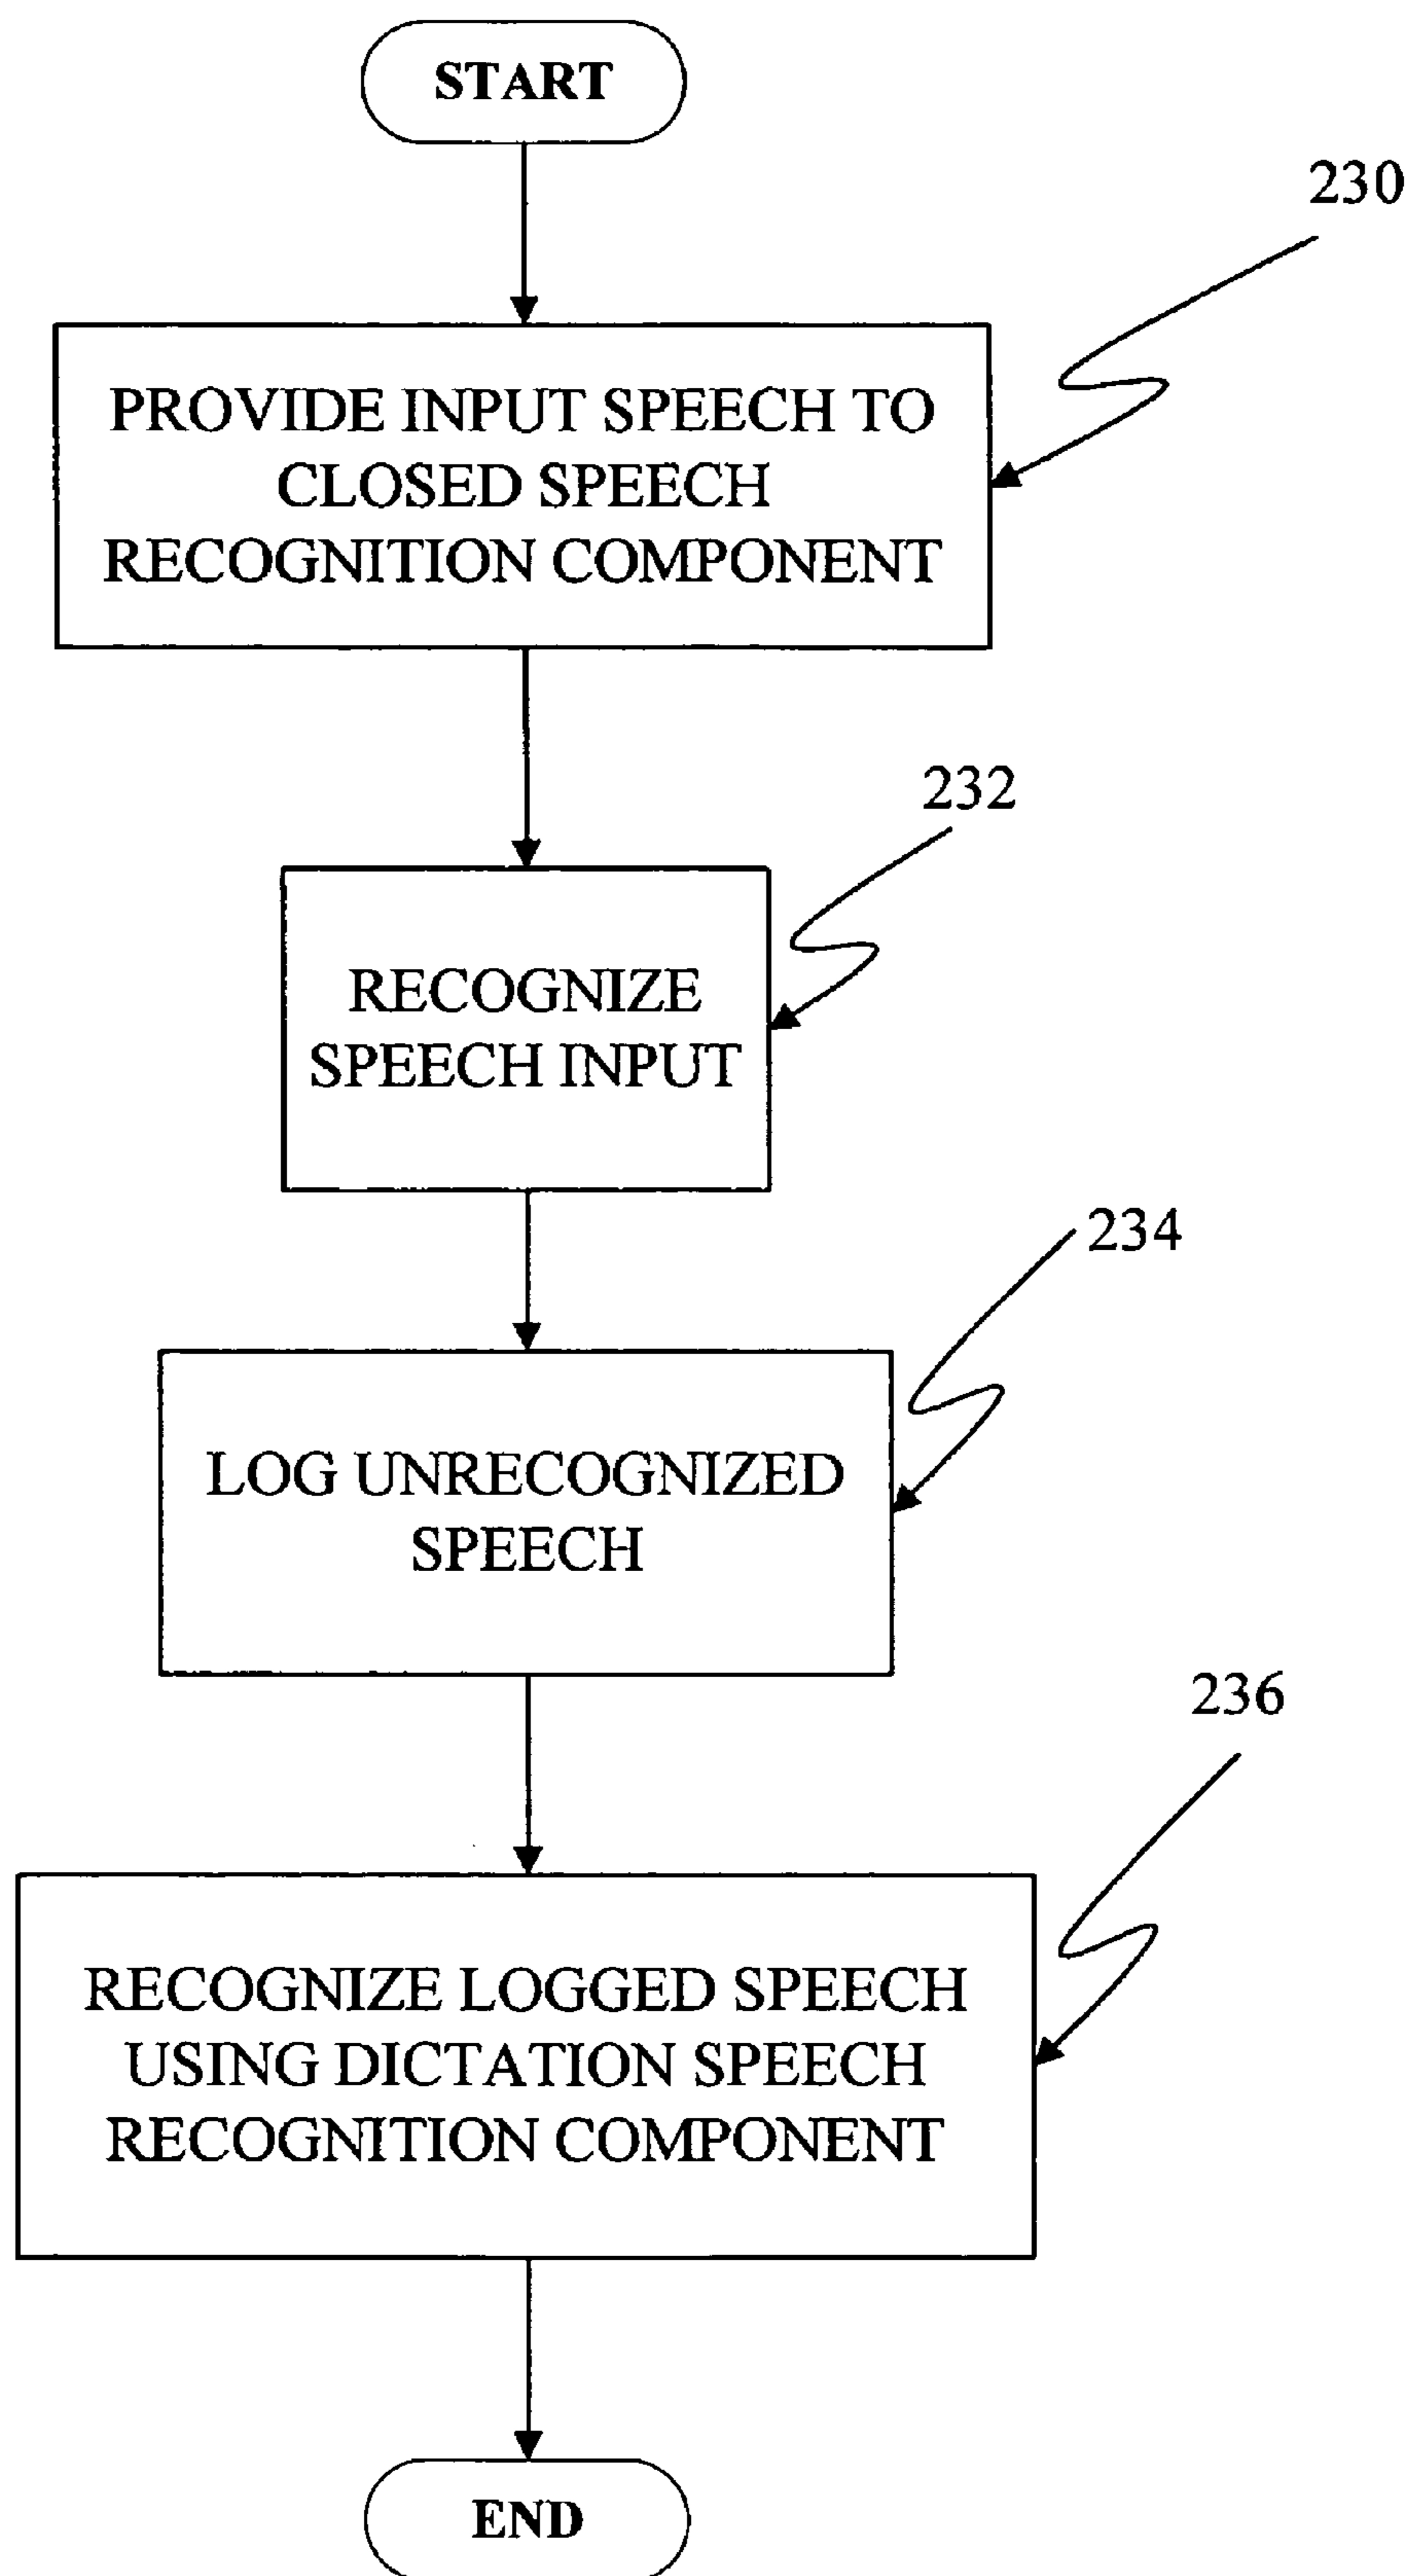 START
230
PROVIDE INPUT SPEECH TO
CLOSED SPEECH
RECOGNITION COMPONENT
232
RECOGNIZE
SPEECH INPUT
234
LOG UNRECOGNIZED
SPEECH
236
RECOGNIZE LOGGED SPEECH
USING DICTATION SPEECH
RECOGNITION COMPONENT
END